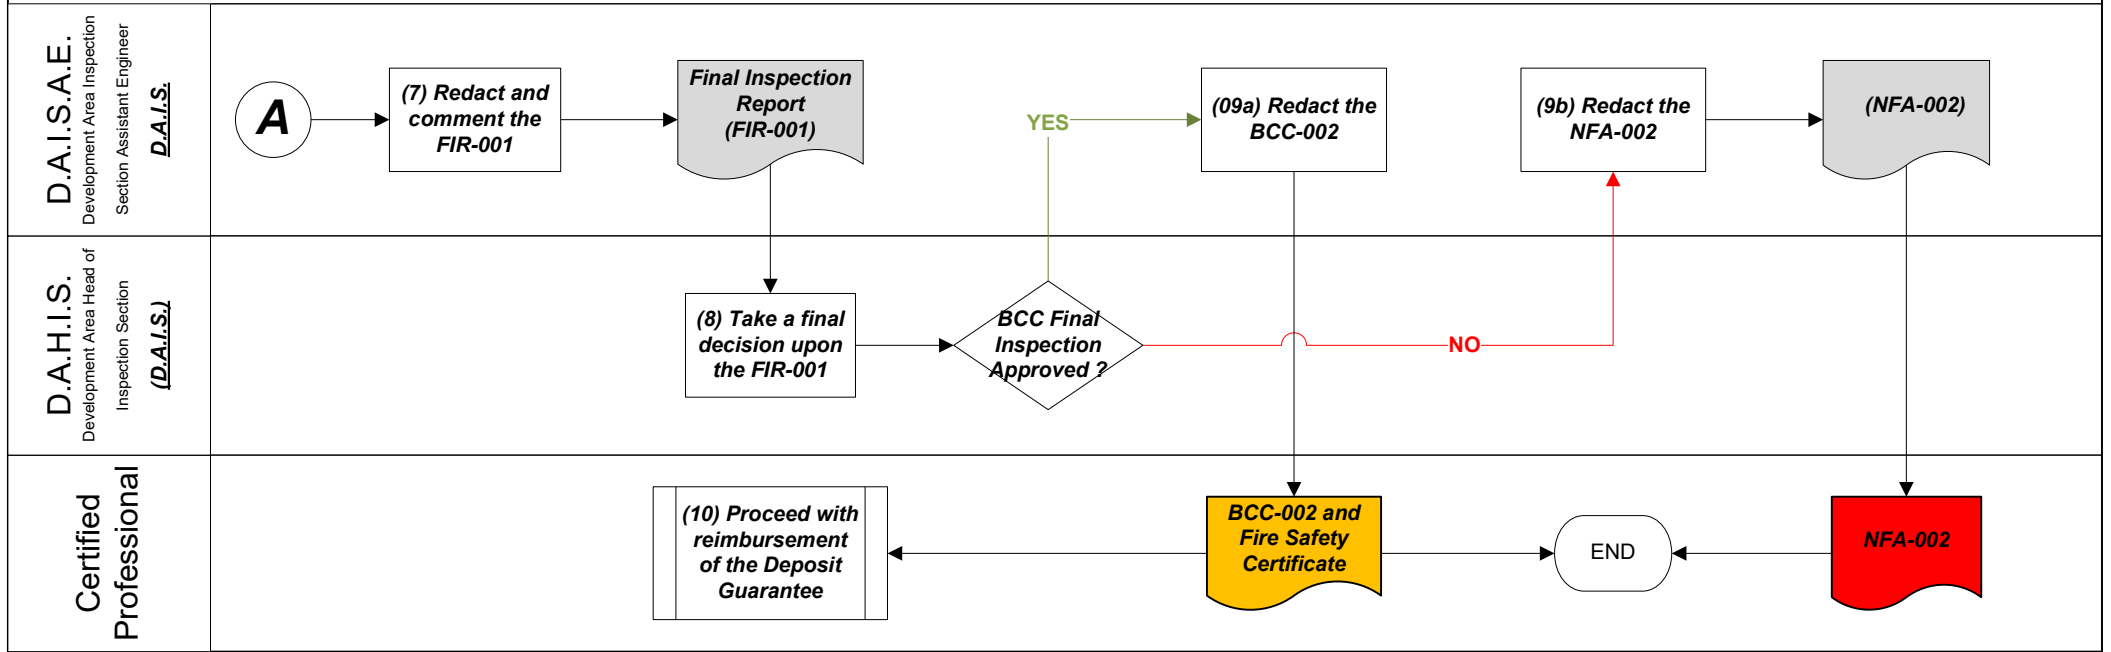 D.A.I.S.A.E.
Development Area Inspection
Section Assistant Engineer
D.A.I.S.
A
(7) Redact and
comment the
FIR-001
Final Inspection
Report
(FIR-001)
YES
(09a) Redact the
BCC-002
(9b) Redact the
NFA-002
(NFA-002)
D.A.H.I.S.
Development Area Head of
Inspection Section
(D.A.I.S.)
(8) Take a final
decision upon
the FIR-001
BCC Final
Inspection
Approved ?
NO
Certified
Professional
(10) Proceed with
reimbursement
of the Deposit
Guarantee
BCC-002 and
Fire Safety
Certificate
END
NFA-002